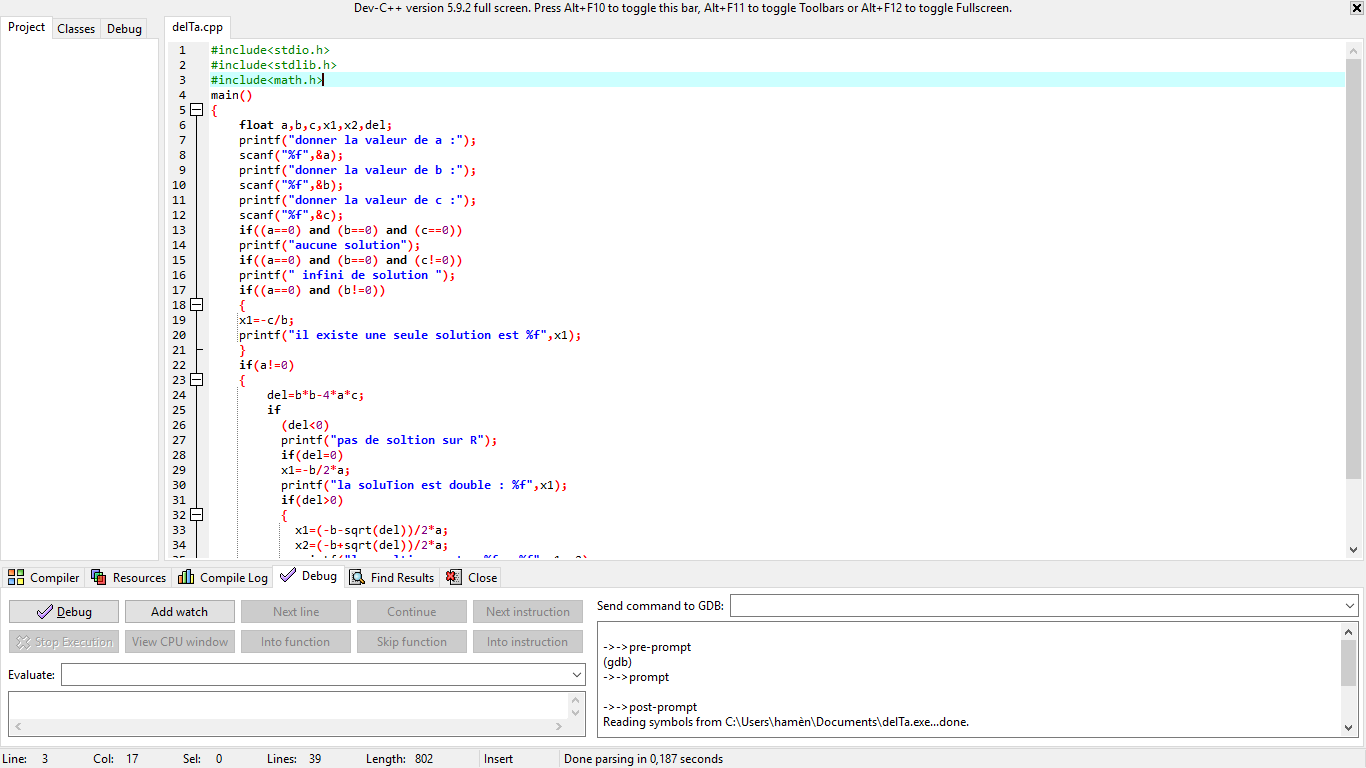 Dev-C++ version 5.9.2 full screen. Press Alt+F10 to toggle this bar, Alt+F11 to toggle Toolbars or Alt+F12 to toggle Fullscreen.
Project Classes Debug
delTa.cpp
1 #include<stdio.h>
2 #include<stdlib.h>
3 #include<math.h>
4 main()
5 {
6 float a,b,c,x1,x2,del;
7 printf("donner la valeur de a :");
8 scanf("%f",&a);
9 printf("donner la valeur de b :");
10 scanf("%f",&b);
11 printf("donner la valeur de c :");
12 scanf("%f",&c);
13 if((a==0) and (b==0) and (c==0))
14 printf("aucune solution");
15 if((a==0) and (b==0) and (c!=0))
16 printf(" infini de solution ");
17 if((a==0) and (b!=0))
18 {
19 x1=-c/b;
20 printf("il existe une seule solution est %f",x1);
21 }
22 if(a!=0)
23 {
24 del=b*b-4*a*c;
25 if
26 (del<0)
27 printf("pas de soltion sur R");
28 if(del=0)
29 x1=-b/2*a;
30 printf("la soluTion est double : %f",x1);
31 if(del>0)
32 {
33 x1=(-b-sqrt(del))/2*a;
34 x2=(-b+sqrt(del))/2*a;
Compiler Resources Compile Log Debug Find Results Close
Debug Add watch Next line Continue Next instruction
Stop Execution View CPU window Into function Skip function Into instruction
Evaluate:
Send command to GDB:
->->pre-prompt
(gdb)
->->prompt
->->post-prompt
Reading symbols from C:\Users\hamèn\Documents\delTa.exe...done.
Line: 3 Col: 17 Sel: 0 Lines: 39 Length: 802 Insert Done parsing in 0,187 seconds